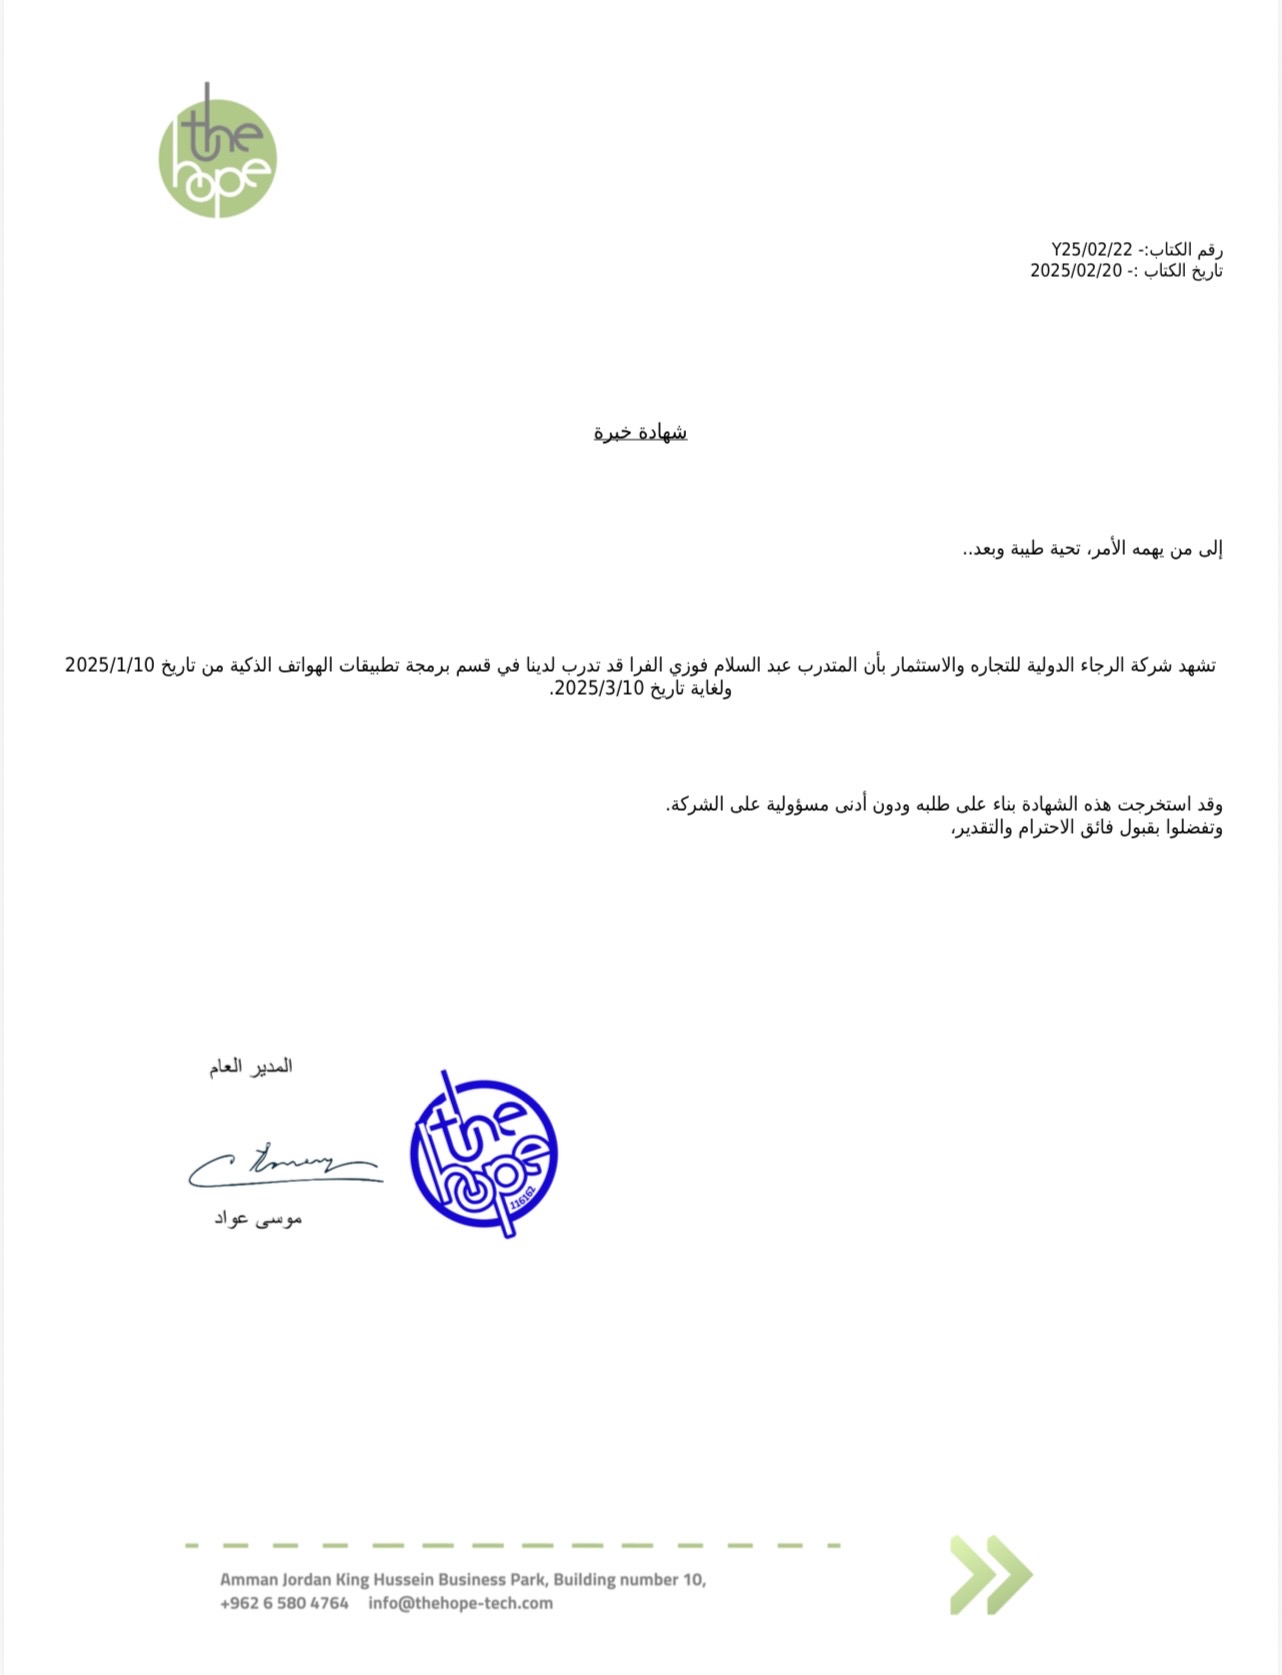 the
hope
رقم الكتاب:- Y25/02/22
تاريخ الكتاب :- 2025/02/20
شهادة خبرة
إلى من يهمه الأمر، تحية طيبة وبعد..
تشهد شركة الرجاء الدولية للتجاره والاستثمار بأن المتدرب عبد السلام فوزي الفرا قد تدرب لدينا في قسم برمجة تطبيقات الهواتف الذكية من تاريخ 2025/1/10
ولغاية تاريخ 2025/3/10.
وقد استخرجت هذه الشهادة بناء على طلبه ودون أدنى مسؤولية على الشركة.
وتفضلوا بقبول فائق الاحترام والتقدير،
المدير العام
the
hope
116162
موسى عواد
Amman Jordan King Hussein Business Park, Building number 10,
+962 6 580 4764 info@thehope-tech.com